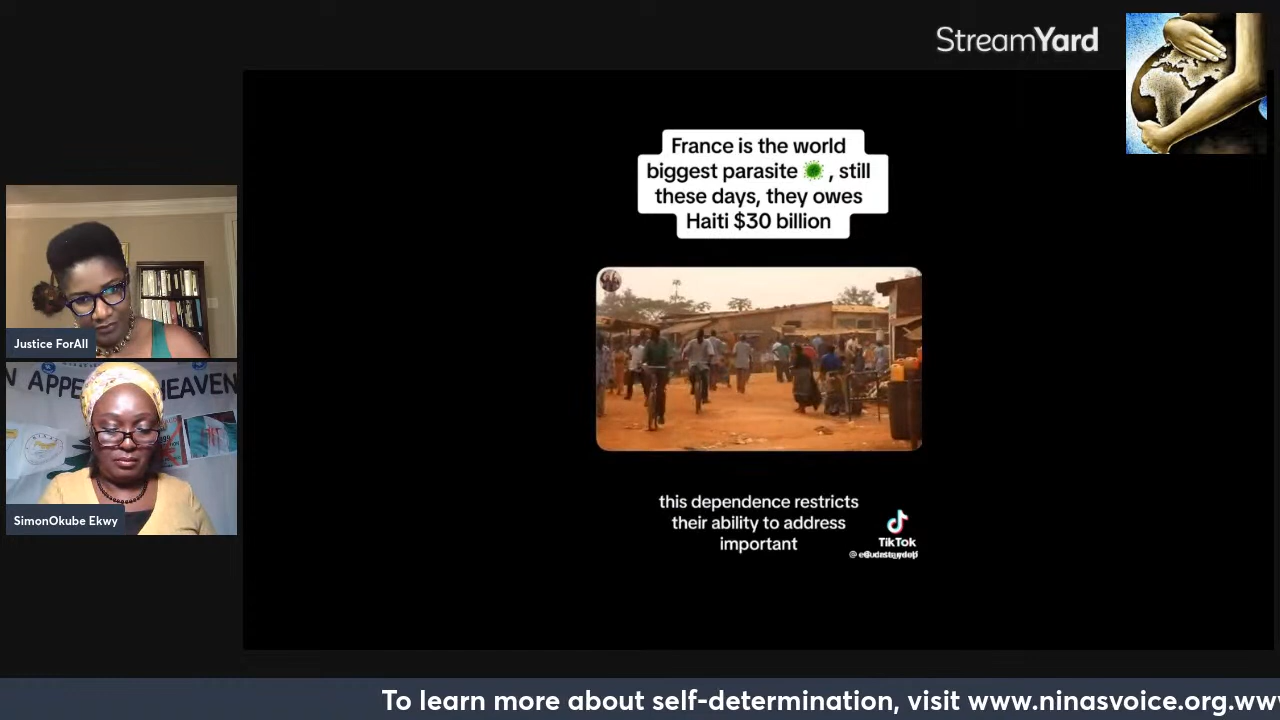 StreamYard
France is the world
biggest parasite 🦠 , still
these days, they owes
Haiti $30 billion
Justice ForAll
N APPE HEAVEN
SimonOkube Ekwy
this dependence restricts
their ability to address
important
TikTok
To learn more about self-determination, visit www.ninasvoice.org.ww